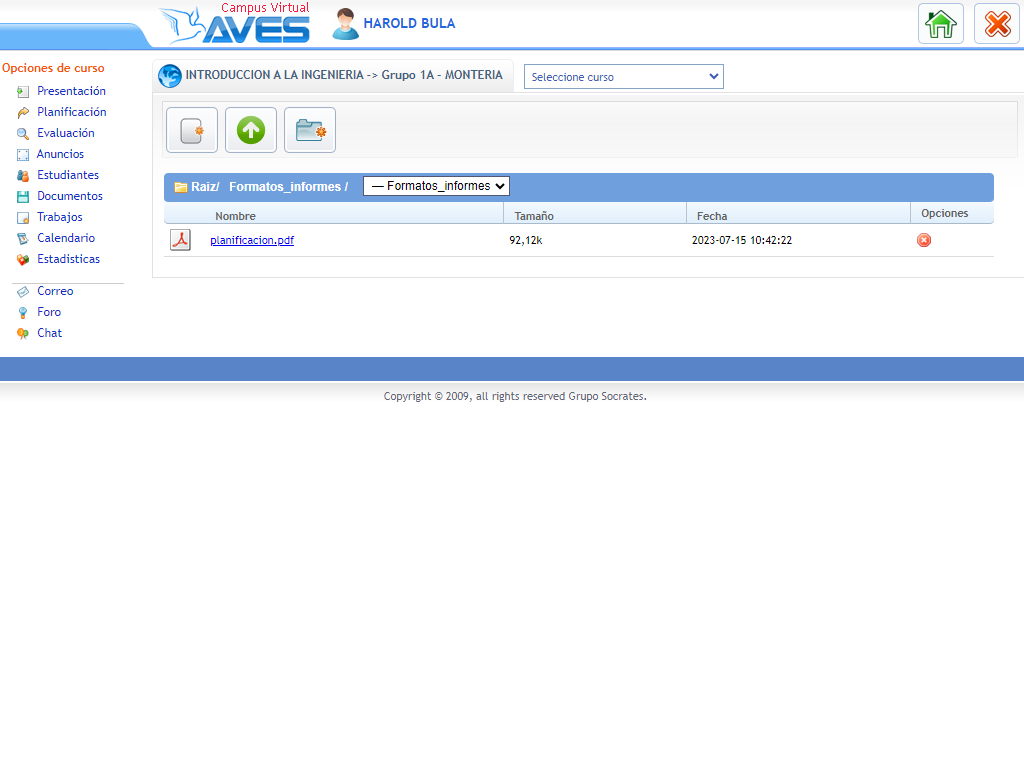 Campus Virtual
AVES
HAROLD BULA
Opciones de curso
Presentación
Planificación
Evaluación
Anuncios
Estudiantes
Documentos
Trabajos
Calendario
Estadisticas
Correo
Foro
Chat
INTRODUCCION A LA INGENIERIA -> Grupo 1A - MONTERIA
Seleccione curso
Raiz/ Formatos_informes / — Formatos_informes
Nombre Tamaño Fecha Opciones
planificacion.pdf 92,12k 2023-07-15 10:42:22
Copyright © 2009, all rights reserved Grupo Socrates.